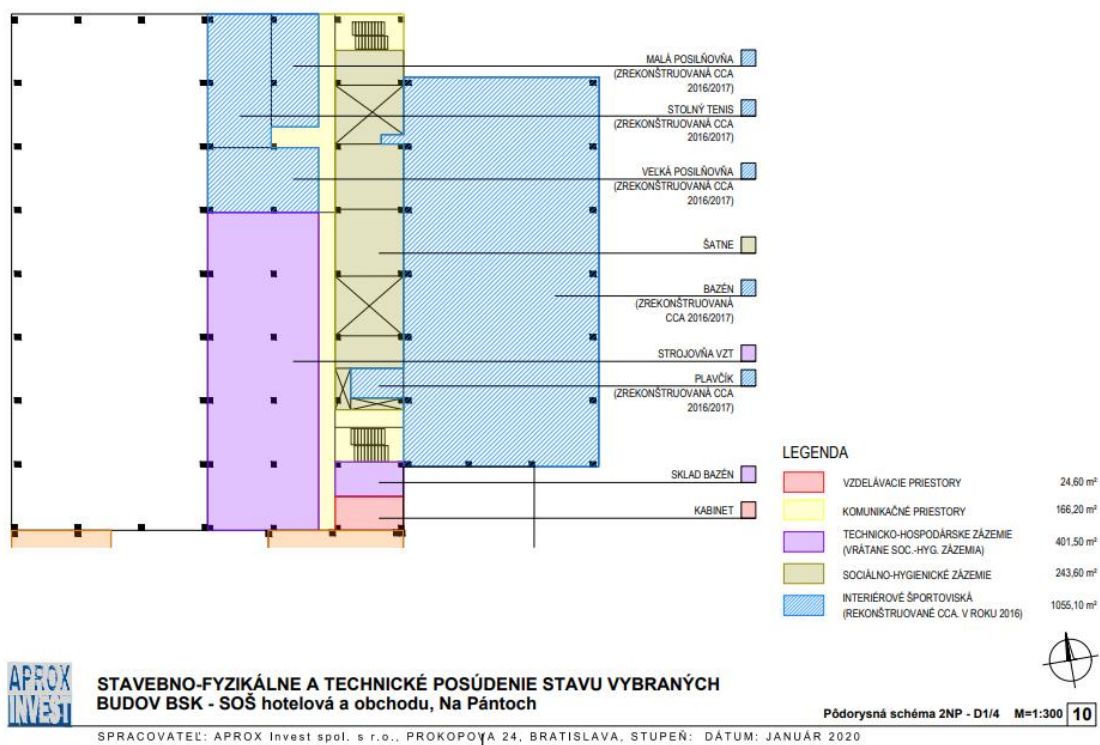 MALÁ POSILŇOVŇA
(ZREKONŠTRUOVANÁ CCA
2016/2017)
STOLNÝ TENIS
(ZREKONŠTRUOVANÁ CCA
2016/2017)
VEĽKÁ POSILŇOVŇA
(ZREKONŠTRUOVANÁ CCA
2016/2017)
ŠATNE
BAZÉN
(ZREKONŠTRUOVANÁ
CCA 2016/2017)
STROJOVŇA VZT
PLAVČÍK
(ZREKONŠTRUOVANÁ CCA
2016/2017)
SKLAD BAZÉN
KABINET
LEGENDA
VZDELÁVACIE PRIESTORY 24,60 m²
KOMUNIKAČNÉ PRIESTORY 166,20 m²
TECHNICKO-HOSPODÁRSKE ZÁZEMIE
(VRÁTANE SOC.-HYG. ZÁZEMIA) 401,50 m²
SOCIÁLNO-HYGIENICKÉ ZÁZEMIE 243,60 m²
INTERIÉROVÉ ŠPORTOVISKÁ
(REKONŠTRUOVANÉ CCA. V ROKU 2016) 1055,10 m²
APROX
INVEST
STAVEBNO-FYZIKÁLNE A TECHNICKÉ POSÚDENIE STAVU VYBRANÝCH
BUDOV BSK - SOŠ hotelová a obchodu, Na Pántoch
Pôdorysná schéma 2NP - D1/4 M=1:300 10
SPRACOVATEĽ: APROX Invest spol. s r.o., PROKOPOVA 24, BRATISLAVA, STUPEŇ: DÁTUM: JANUÁR 2020